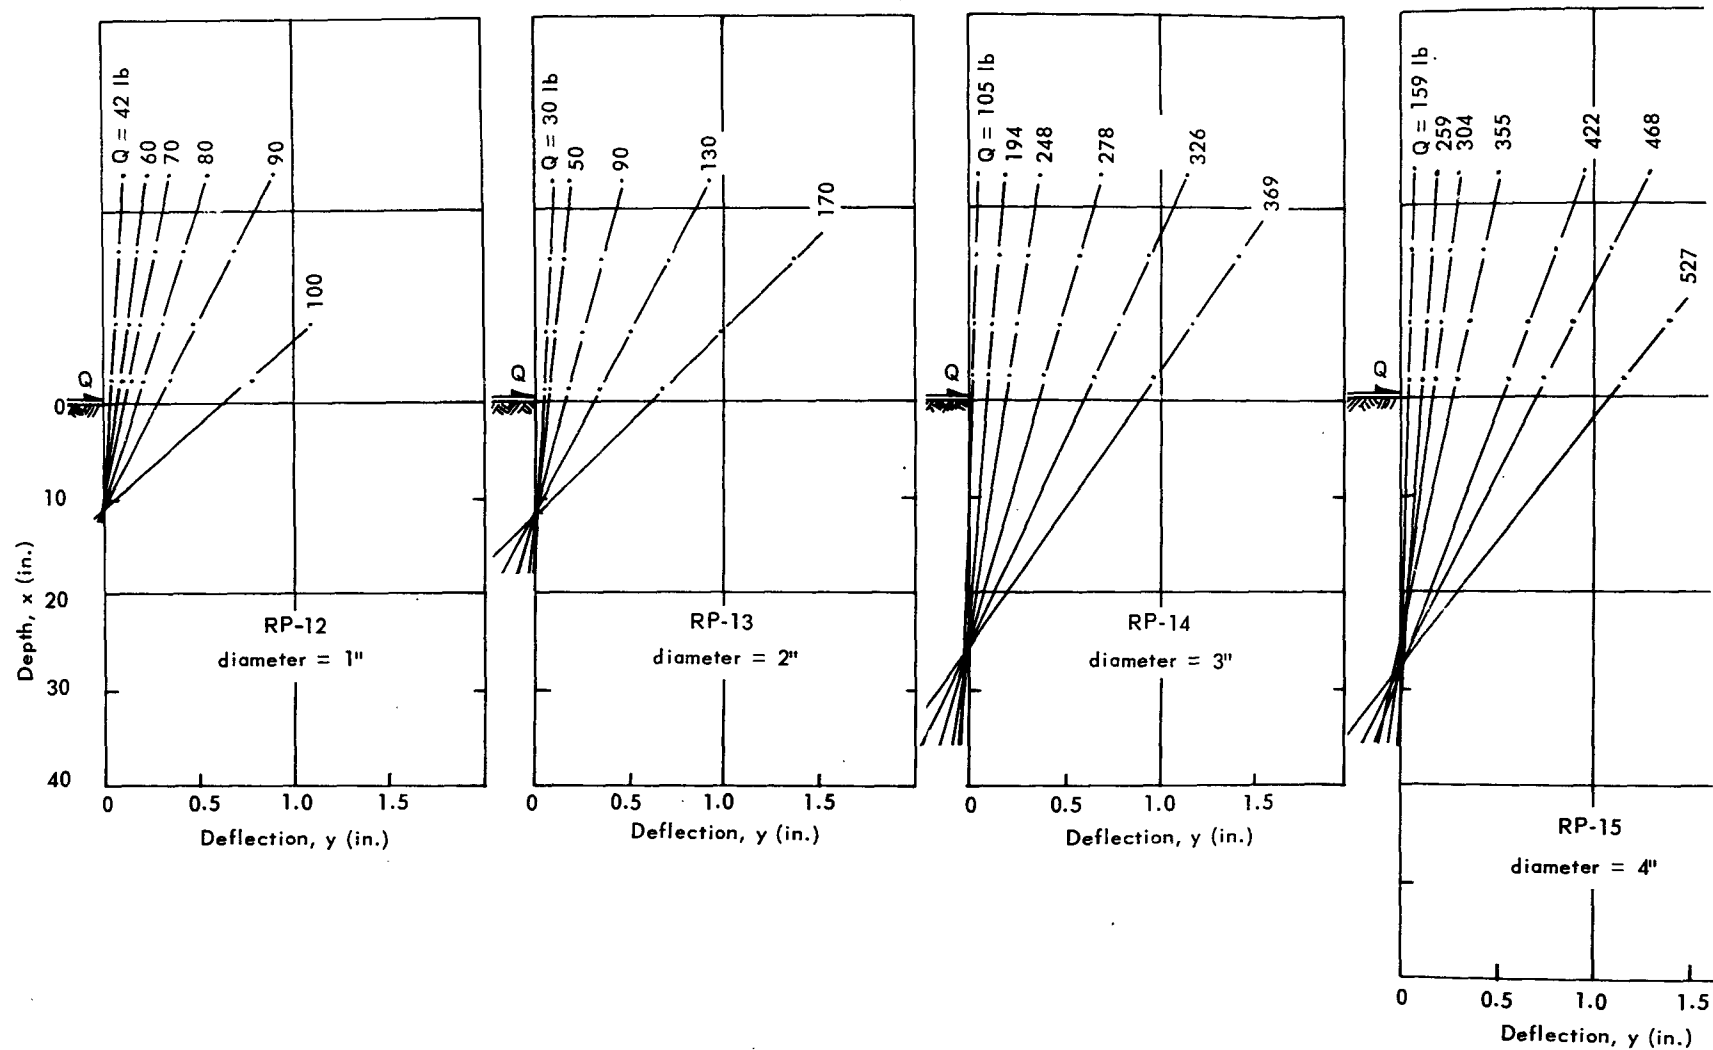 Q = 42 lb
60
70
80
90
100
Q
0
10
20
30
40
Depth, x (in.)
RP-12
diameter = 1"
0
0.5
1.0
1.5
Deflection, y (in.)
Q = 30 lb
50
90
130
170
Q
RP-13
diameter = 2"
0
0.5
1.0
1.5
Deflection, y (in.)
Q = 105 lb
194
248
278
326
369
Q
RP-14
diameter = 3"
0
0.5
1.0
1.5
Deflection, y (in.)
Q = 159 lb
259
304
355
422
468
527
Q
RP-15
diameter = 4"
0
0.5
1.0
1.5
Deflection, y (in.)